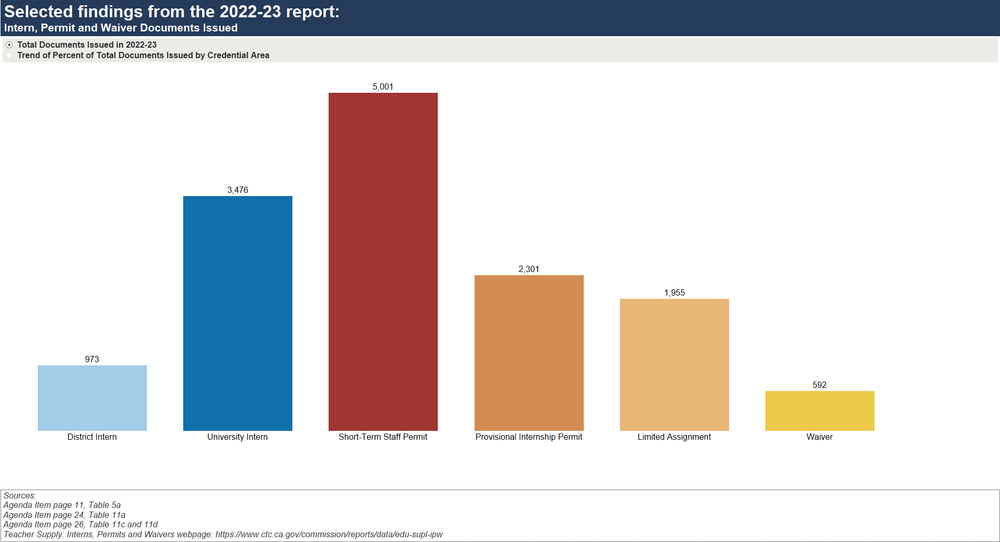 Selected findings from the 2022-23 report:
Intern, Permit and Waiver Documents Issued
Total Documents Issued in 2022-23
Trend of Percent of Total Documents Issued by Credential Area
5,001
3,476
2,301
1,955
973
592
District Intern
University Intern
Short-Term Staff Permit
Provisional Internship Permit
Limited Assignment
Waiver
Sources:
Agenda Item page 11, Table 5a
Agenda Item page 24, Table 11a
Agenda Item page 26, Table 11c and 11d
Teacher Supply: Interns, Permits and Waivers webpage: https://www.ctc.ca.gov/commission/reports/data/edu-supl-ipw